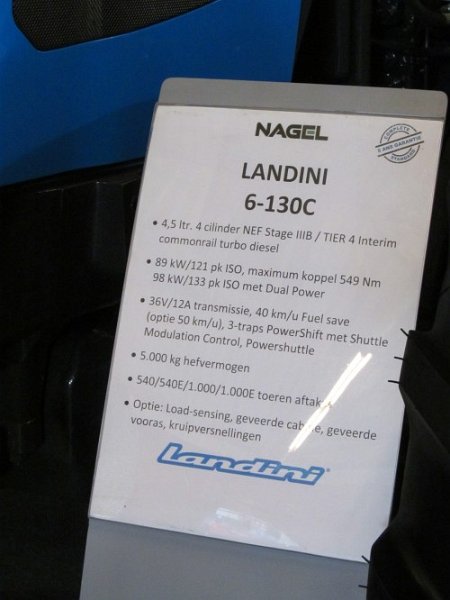 NAGEL
COMPLETE
GARANTIE
STANDAARD
LANDINI
6-130C
• 4,5 ltr. 4 cilinder NEF Stage IIIB / TIER 4 Interim
commonrail turbo diesel
• 89 kW/121 pk ISO, maximum koppel 549 Nm
98 kW/133 pk ISO met Dual Power
• 36V/12A transmissie, 40 km/u Fuel save
(optie 50 km/u), 3-traps PowerShift met Shuttle
Modulation Control, Powershuttle
• 5.000 kg hefvermogen
• 540/540E/1.000/1.000E toeren
• Optie: Load-sensing, geveerde geveerde
vooras, kruipversnellingen
Landini